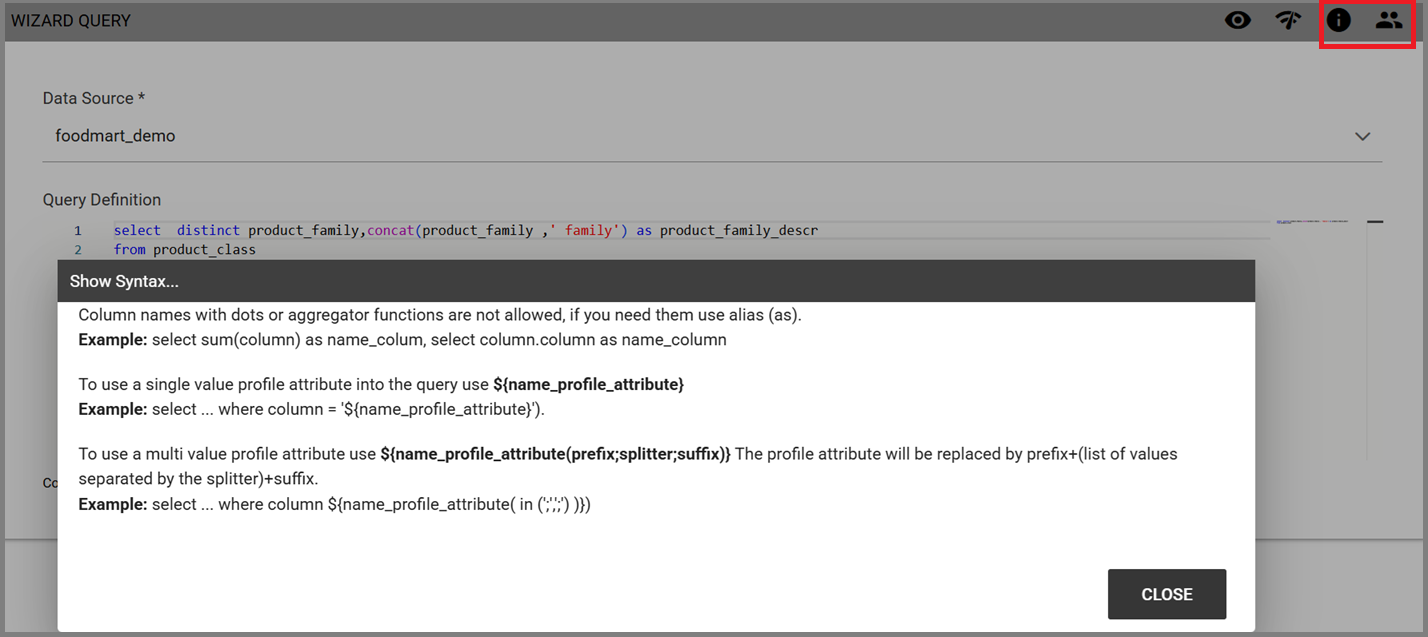 WIZARD QUERY
Data Source *
foodmart_demo
Query Definition
1 select  distinct product_family,concat(product_family ,' family') as product_family_descr
2 from product_class
Show Syntax...
Column names with dots or aggregator functions are not allowed, if you need them use alias (as).
Example: select sum(column) as name_colum, select column.column as name_column
To use a single value profile attribute into the query use ${name_profile_attribute}
Example: select ... where column = '${name_profile_attribute}').
To use a multi value profile attribute use ${name_profile_attribute(prefix;splitter;suffix)} The profile attribute will be replaced by prefix+(list of values
separated by the splitter)+suffix.
Co
Example: select ... where column ${name_profile_attribute( in (';',';') )})
CLOSE